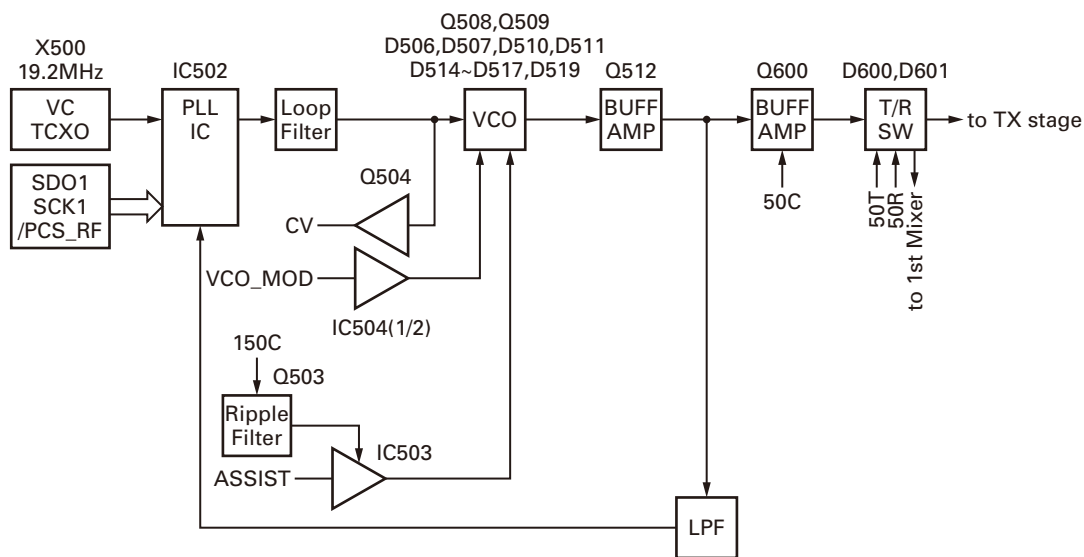 X500
19.2MHz
VC
TCXO
SDO1
SCK1
/PCS_RF
IC502
PLL
IC
Loop
Filter
Q508,Q509
D506,D507,D510,D511
D514~D517,D519
VCO
Q512
BUFF
AMP
Q600
BUFF
AMP
50C
D600,D601
T/R
SW
to TX stage
50T
50R
to 1st Mixer
Q504
CV
VCO_MOD
IC504(1/2)
150C
Q503
Ripple
Filter
IC503
ASSIST
LPF